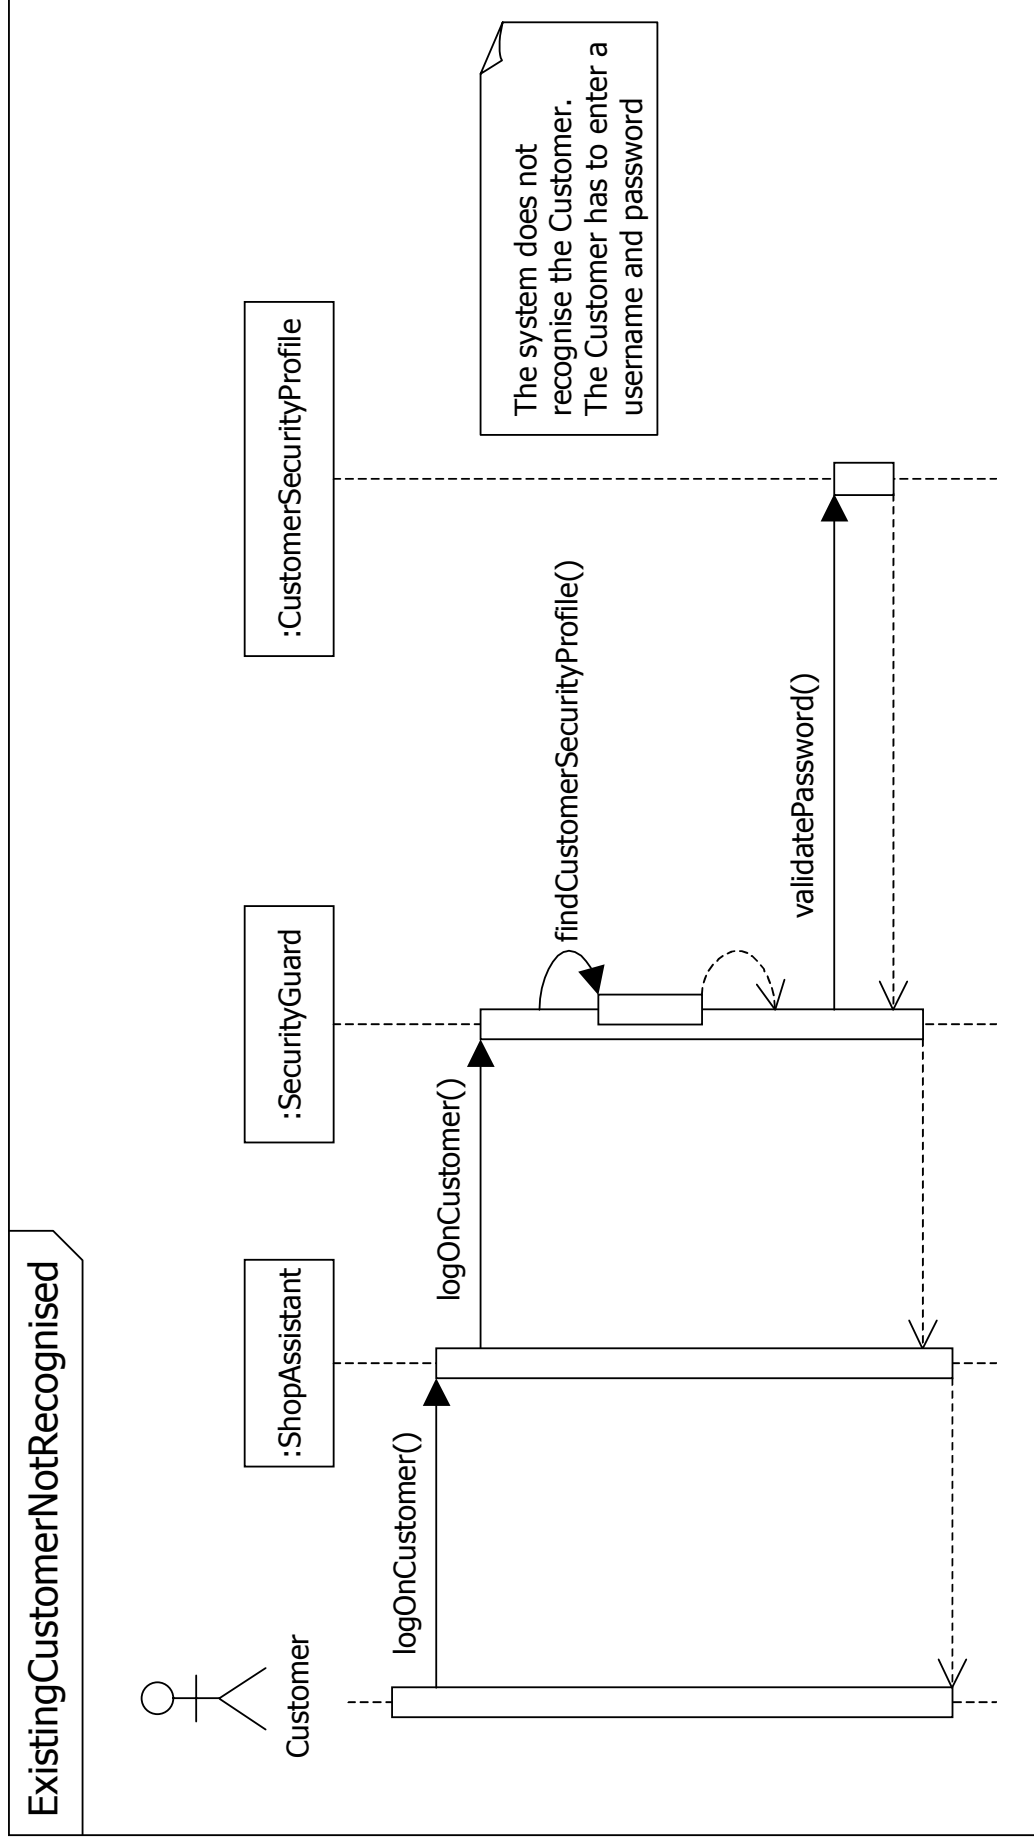 ExistingCustomerNotRecognised
Customer
:ShopAssistant
:SecurityGuard
:CustomerSecurityProfile
logOnCustomer()
logOnCustomer()
findCustomerSecurityProfile()
validatePassword()
The system does not
recognise the Customer.
The Customer has to enter a
username and password